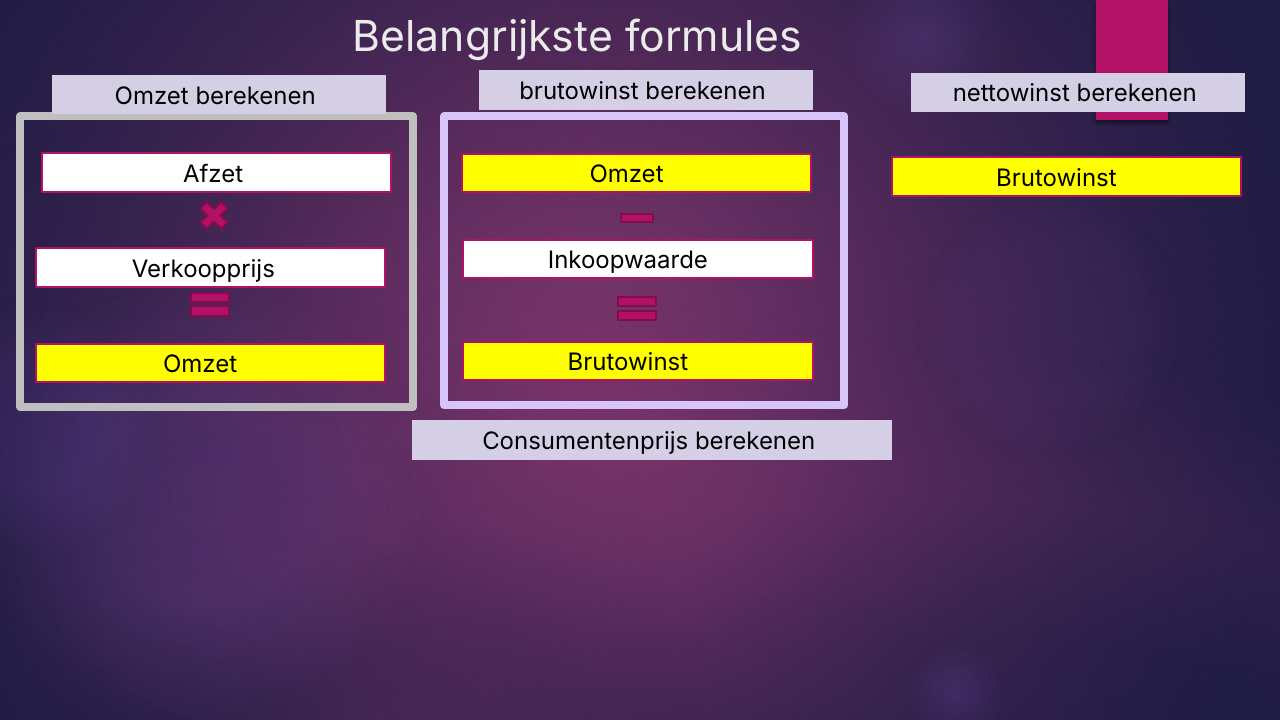 Belangrijkste formules
Omzet berekenen
Afzet
Verkoopprijs
Omzet
brutowinst berekenen
Omzet
Inkoopwaarde
Brutowinst
nettowinst berekenen
Brutowinst
Consumentenprijs berekenen